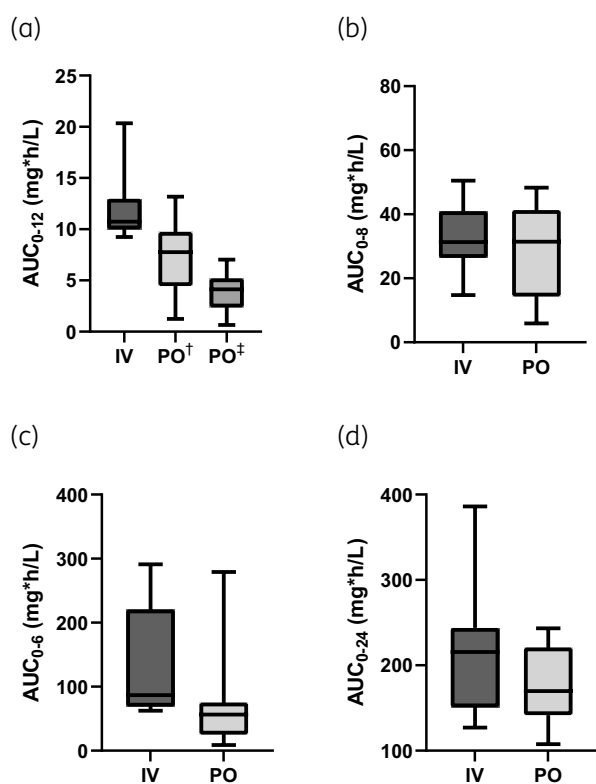 (a)
AUC0-12 (mg*h/L)
25
20
15
10
5
0
IV PO† PO‡
(b)
AUC0-8 (mg*h/L)
80
60
40
20
0
IV PO
(c)
AUC0-6 (mg*h/L)
400
300
200
100
0
IV PO
(d)
AUC0-24 (mg*h/L)
400
300
200
100
IV PO